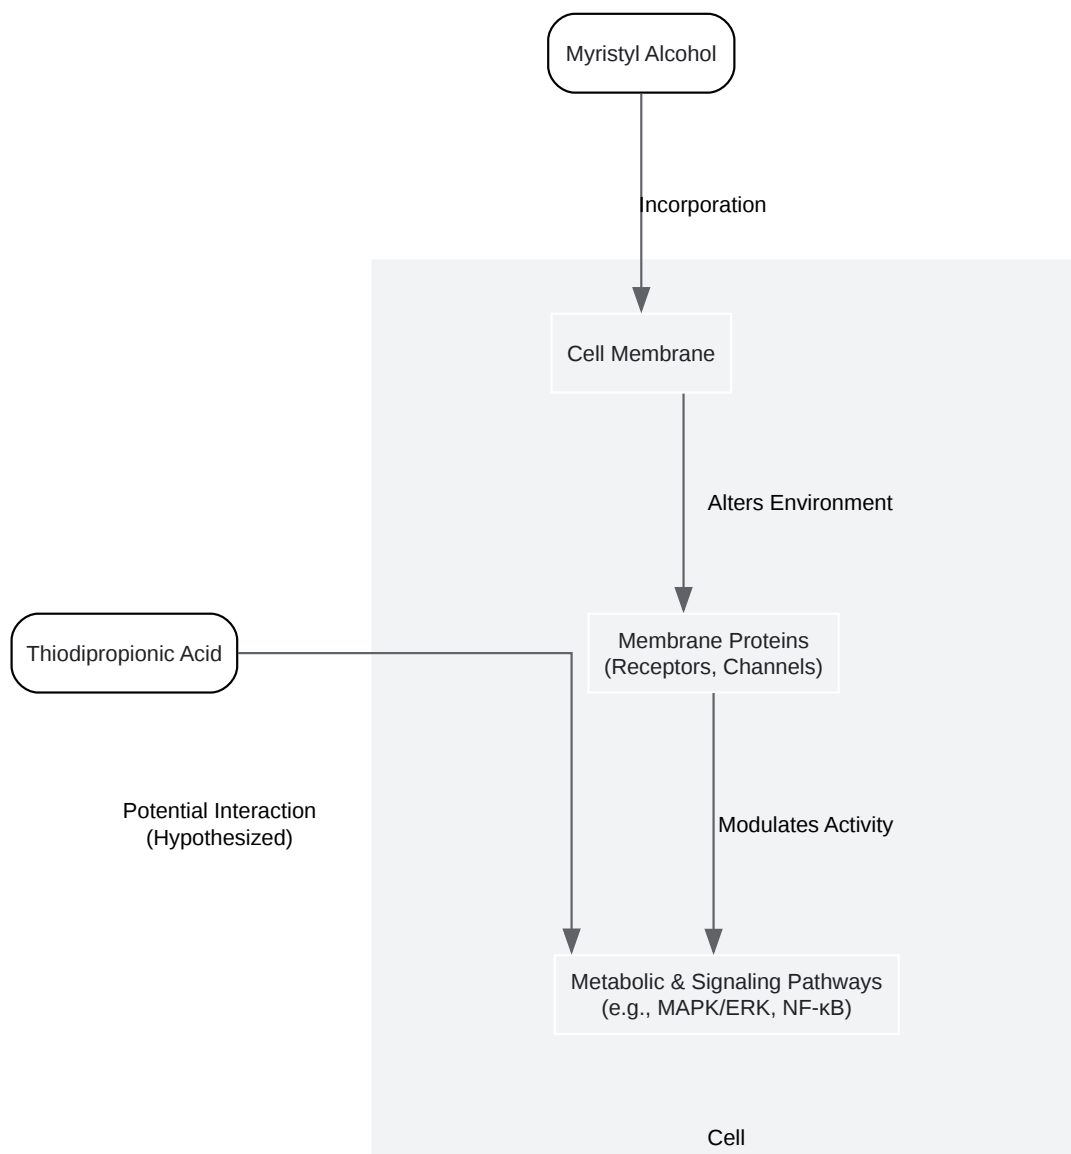 Myristyl Alcohol
Incorporation
Cell Membrane
Alters Environment
Membrane Proteins
(Receptors, Channels)
Thiodipropionic Acid
Potential Interaction
(Hypothesized)
Modulates Activity
Metabolic & Signaling Pathways
(e.g., MAPK/ERK, NF-κB)
Cell